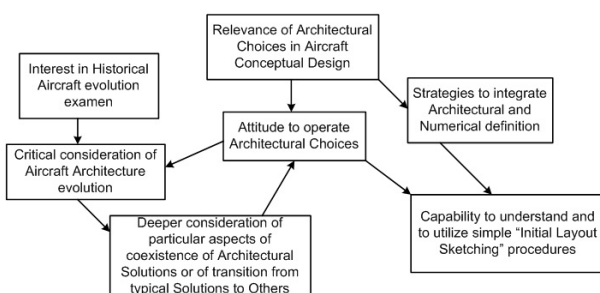 Relevance of Architectural
Choices in Aircraft
Conceptual Design
Interest in Historical
Aircraft evolution
examen
Strategies to integrate
Architectural and
Numerical definition
Attitude to operate
Architectural Choices
Critical consideration of
Aircraft Architecture
evolution
Capability to understand and
to utilize simple “Initial Layout
Sketching” procedures
Deeper consideration of
particular aspects of
coexistence of Architectural
Solutions or of transition from
typical Solutions to Others